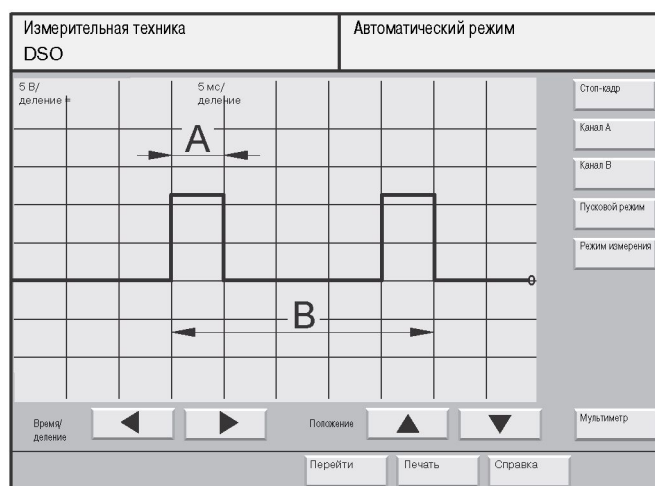 Измерительная техника
DSO
Автоматический режим
5 В/
деление =
5 мс/
деление
A
B
0
Стоп-кадр
Канал А
Канал В
Пусковой режим
Режим измерения
Мультиметр
Время/
деление
Положение
Перейти
Печать
Справка